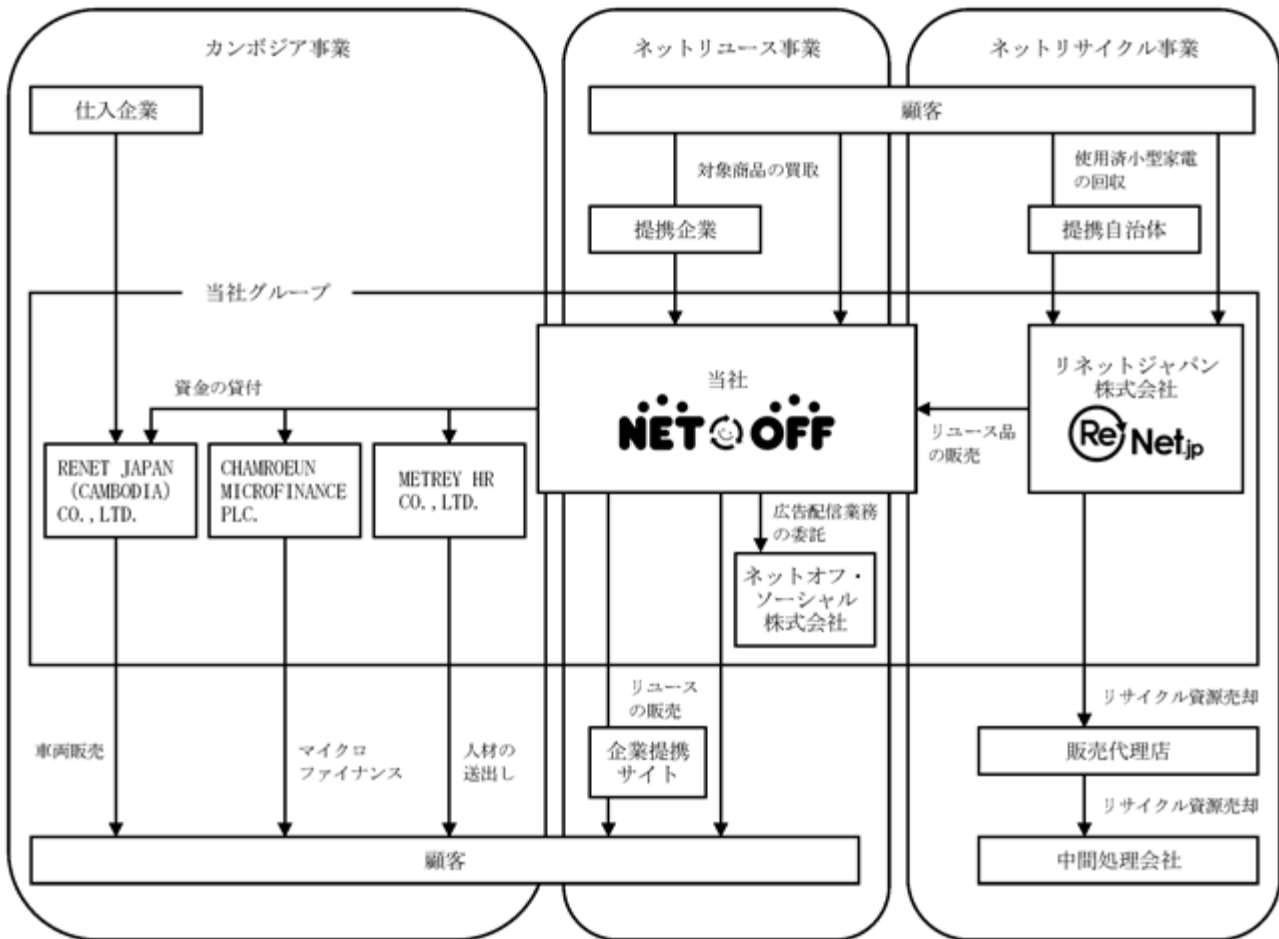 カンボジア事業
ネットリユース事業
ネットリサイクル事業
仕入企業
顧客
対象商品の買取
使用済小型家電
の回収
提携企業
提携自治体
当社グループ
当社
NET OFF
リネットジャパン
株式会社
Re Net.jp
資金の貸付
リユース品
の販売
RENET JAPAN
(CAMBODIA)
CO.,LTD.
CHAMROEUN
MICROFINANCE
PLC.
METREY HR
CO.,LTD.
広告配信業務
の委託
ネットオフ・
ソーシャル
株式会社
リユース
の販売
リサイクル資源売却
車両販売
マイクロ
ファイナンス
人材の
送出し
企業提携
サイト
販売代理店
リサイクル資源売却
顧客
中間処理会社